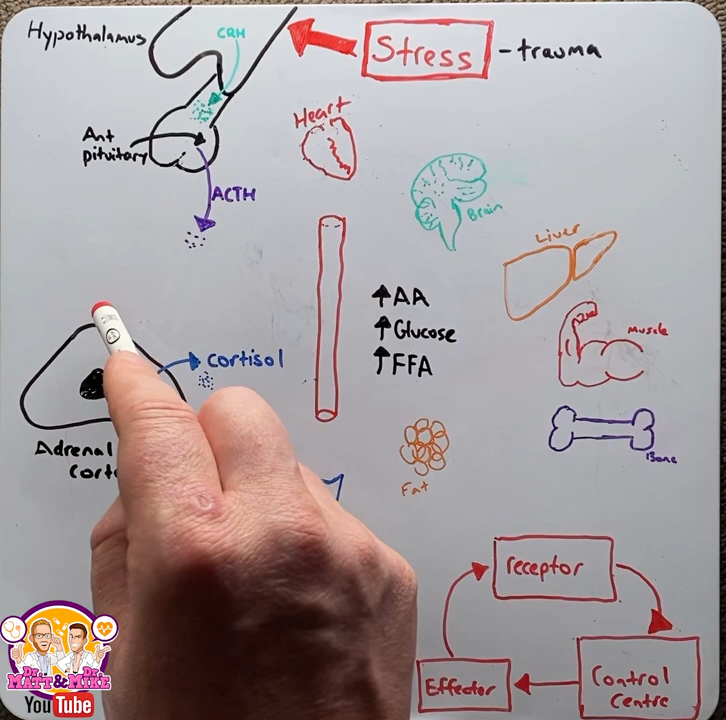 Hypothalamus
CRH
Stress
- trauma
Heart
Ant
pituitary
ACTH
Brain
Liver
↑AA
↑Glucose
↑FFA
Muscle
cortisol
Adrenal
Fat
Bone
receptor
Control
Centre
Effector
Dr.
Dr.
MATT & MIKE
YouTube